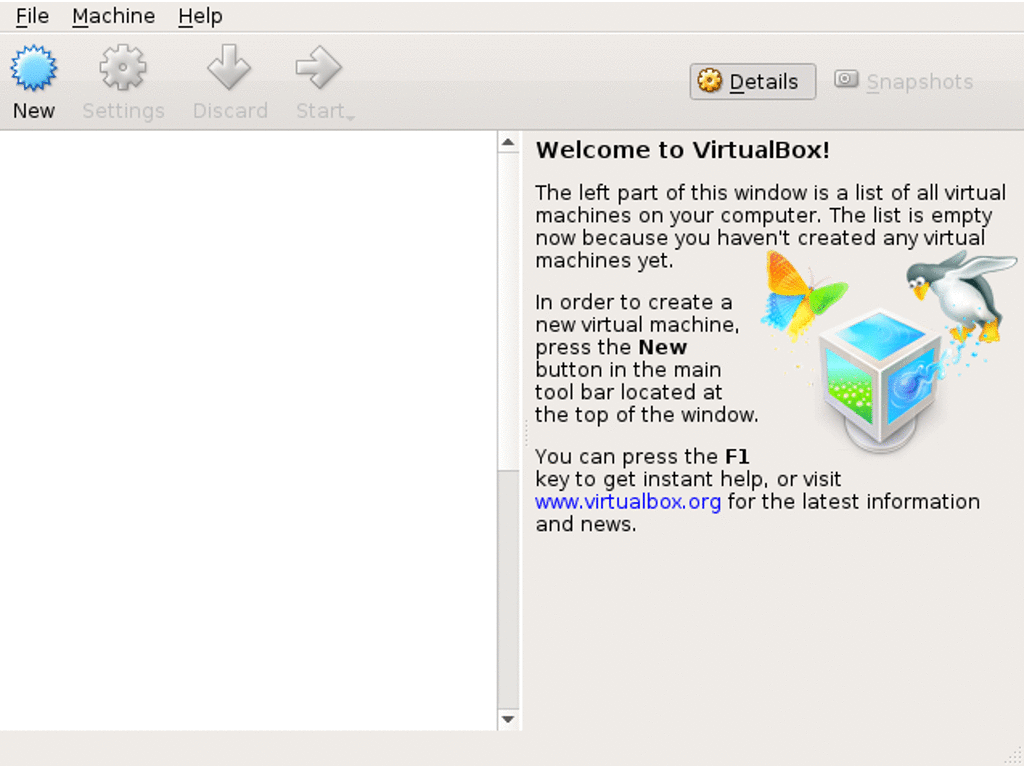 File Machine Help
New Settings Discard Start
Details Snapshots
Welcome to VirtualBox!
The left part of this window is a list of all virtual
machines on your computer. The list is empty
now because you haven't created any virtual
machines yet.
In order to create a
new virtual machine,
press the New
button in the main
tool bar located at
the top of the window.
You can press the F1
key to get instant help, or visit
www.virtualbox.org for the latest information
and news.